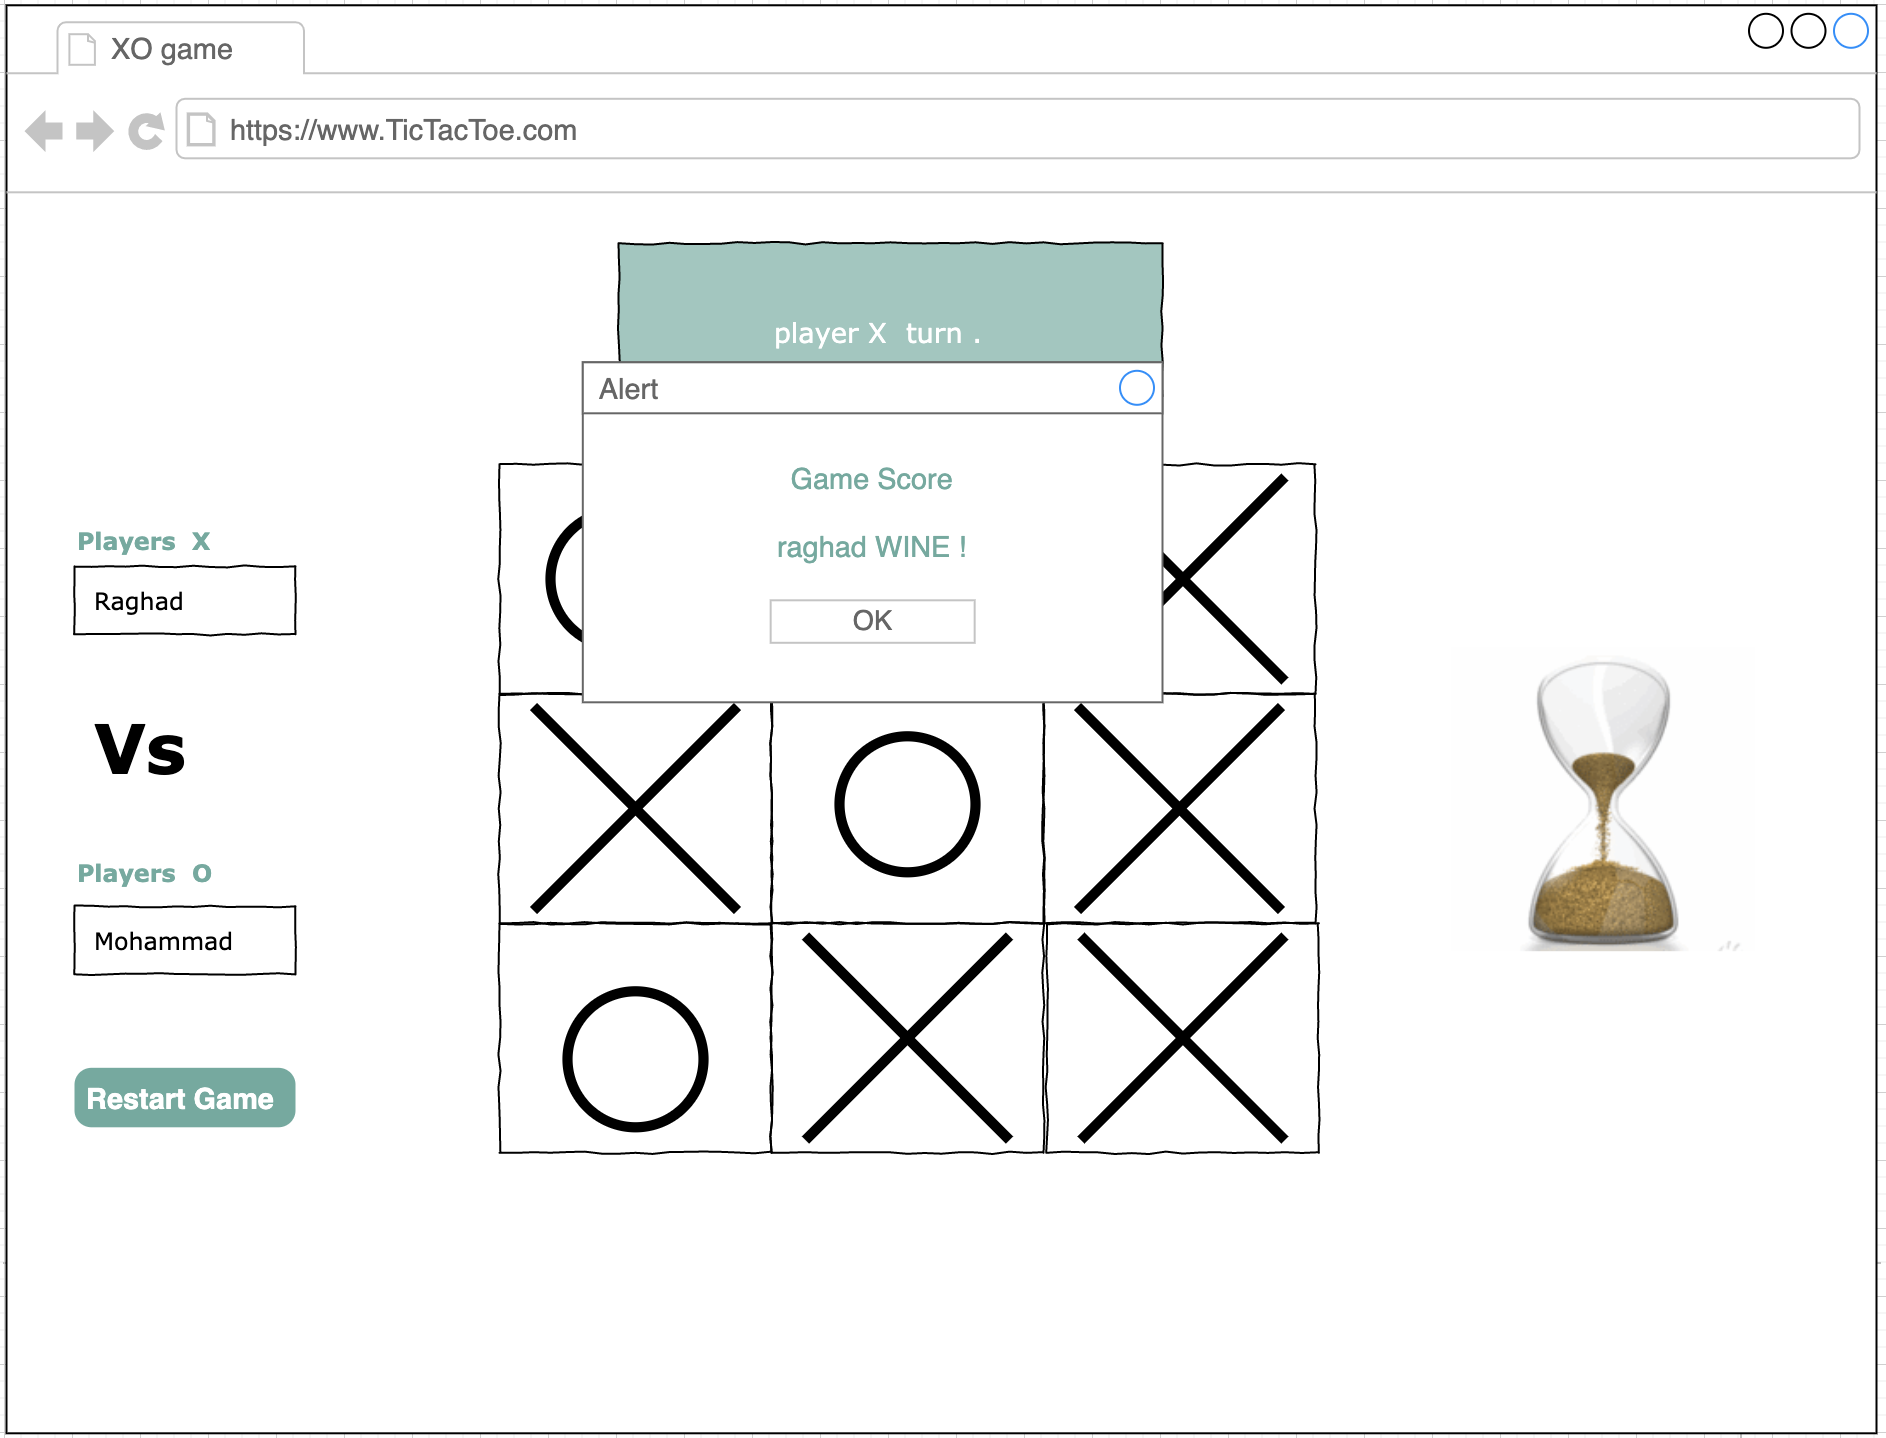 XO game
https://www.TicTacToe.com
player X  turn .
Alert
Game Score
raghad WINE !
OK
Players  X
Raghad
Vs
Players  O
Mohammad
Restart Game